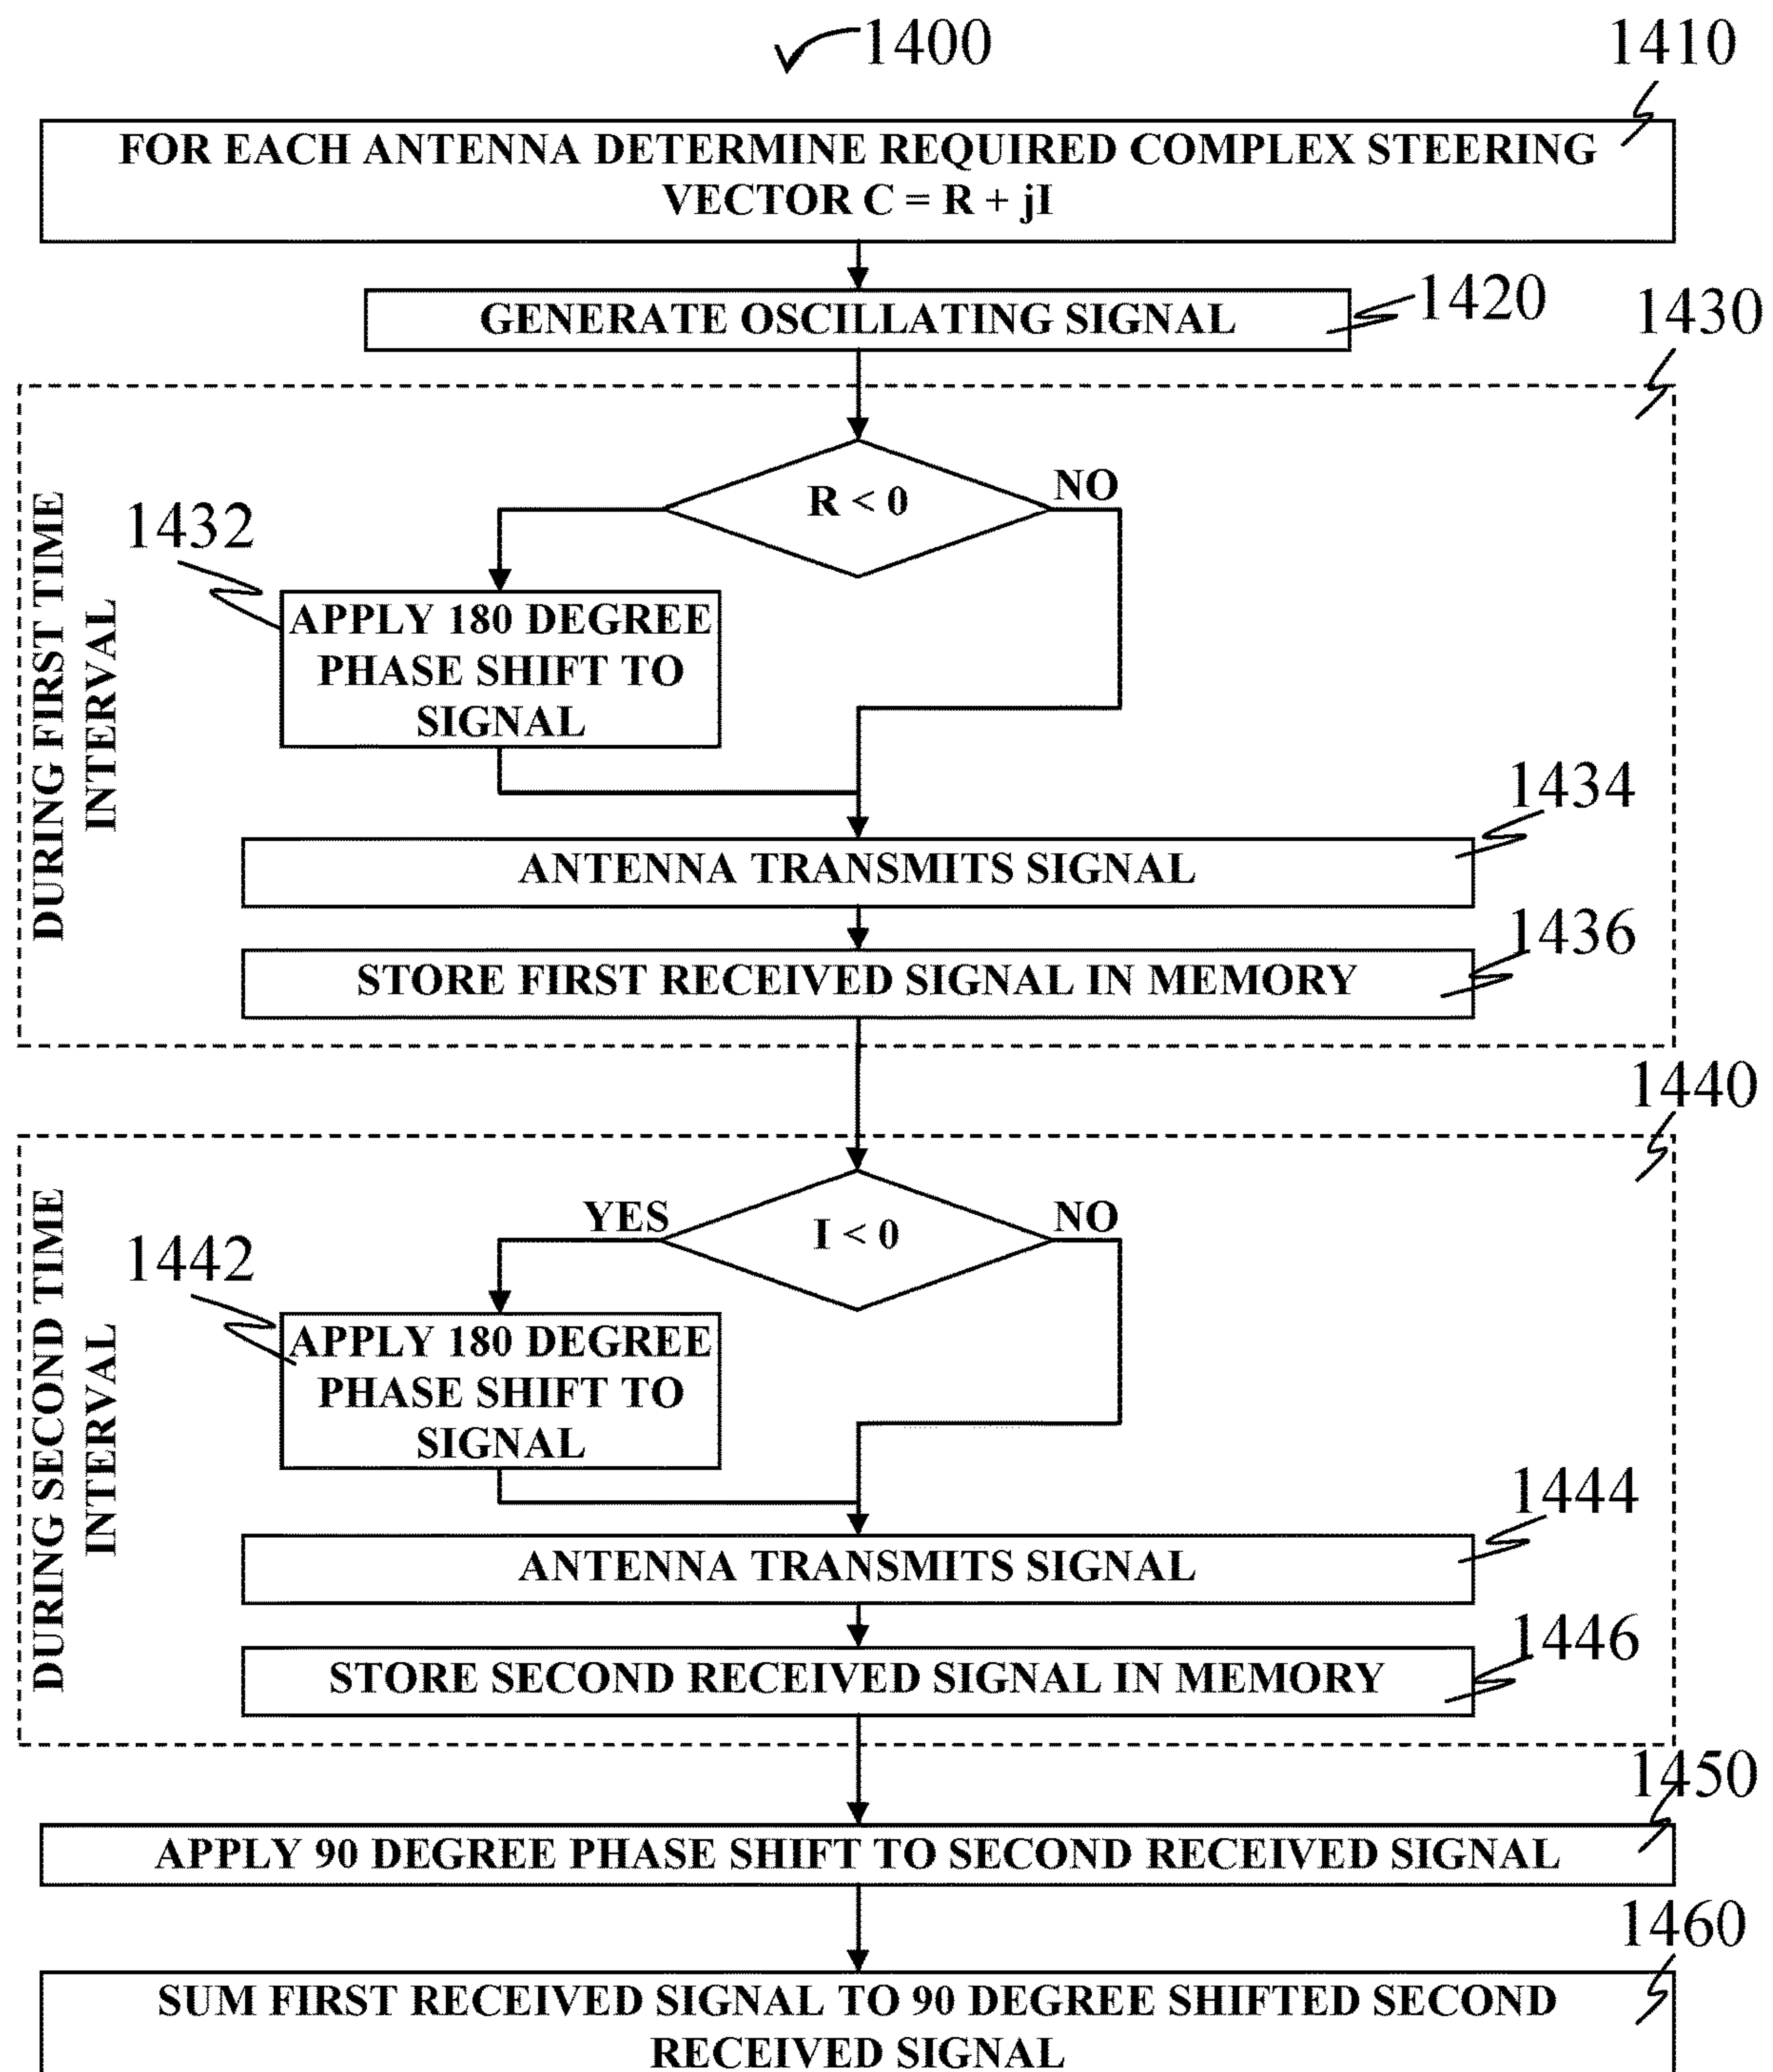 1400
1410
FOR EACH ANTENNA DETERMINE REQUIRED COMPLEX STEERING
VECTOR C = R + jI
GENERATE OSCILLATING SIGNAL
1420
1430
DURING FIRST TIME
INTERVAL
R < 0
NO
1432
APPLY 180 DEGREE
PHASE SHIFT TO
SIGNAL
1434
ANTENNA TRANSMITS SIGNAL
1436
STORE FIRST RECEIVED SIGNAL IN MEMORY
1440
DURING SECOND TIME
INTERVAL
YES
I < 0
NO
1442
APPLY 180 DEGREE
PHASE SHIFT TO
SIGNAL
1444
ANTENNA TRANSMITS SIGNAL
1446
STORE SECOND RECEIVED SIGNAL IN MEMORY
1450
APPLY 90 DEGREE PHASE SHIFT TO SECOND RECEIVED SIGNAL
1460
SUM FIRST RECEIVED SIGNAL TO 90 DEGREE SHIFTED SECOND
RECEIVED SIGNAL